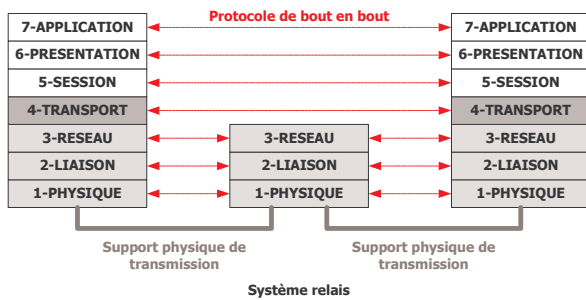 Protocole de bout en bout
7-APPLICATION 7-APPLICATION
6-PRESENTATION 6-PRESENTATION
5-SESSION 5-SESSION
4-TRANSPORT 4-TRANSPORT
3-RESEAU 3-RESEAU 3-RESEAU
2-LIAISON 2-LIAISON 2-LIAISON
1-PHYSIQUE 1-PHYSIQUE 1-PHYSIQUE
Support physique de Support physique de
transmission transmission
Système relais